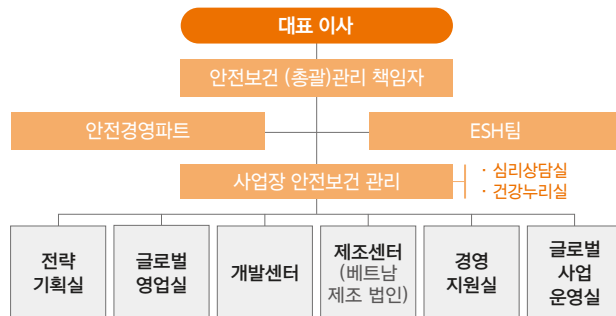 대표 이사
안전보건 (총괄)관리 책임자
안전경영파트
ESH팀
사업장 안전보건 관리
· 심리상담실
· 건강누리실
전략
기획실
글로벌
영업실
개발센터
제조센터
(베트남
제조 법인)
경영
지원실
글로벌
사업
운영실